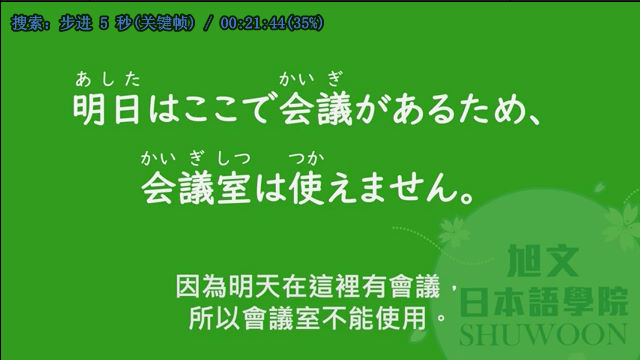 搜索: 步进 5 秒(关键帧) / 00:21:44(35%)
あした かいぎ
明日はここで会議があるため、
かいぎしつ つか
会議室は使えません。
因為明天在這裡有會議，
所以會議室不能使用。
旭文
日本語學院
SHUWOON